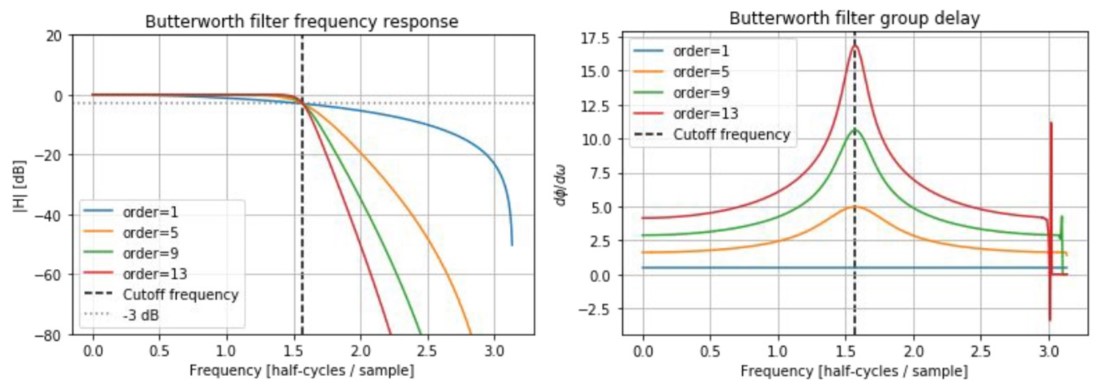 Butterworth filter frequency response
20
0
−20
−40
−60
−80
|H| [dB]
order=1
order=5
order=9
order=13
Cutoff frequency
-3 dB
0.0 0.5 1.0 1.5 2.0 2.5 3.0
Frequency [half-cycles / sample]
Butterworth filter group delay
17.5
15.0
12.5
10.0
7.5
5.0
2.5
0.0
−2.5
dϕ/dω
order=1
order=5
order=9
order=13
Cutoff frequency
0.0 0.5 1.0 1.5 2.0 2.5 3.0
Frequency [half-cycles / sample]